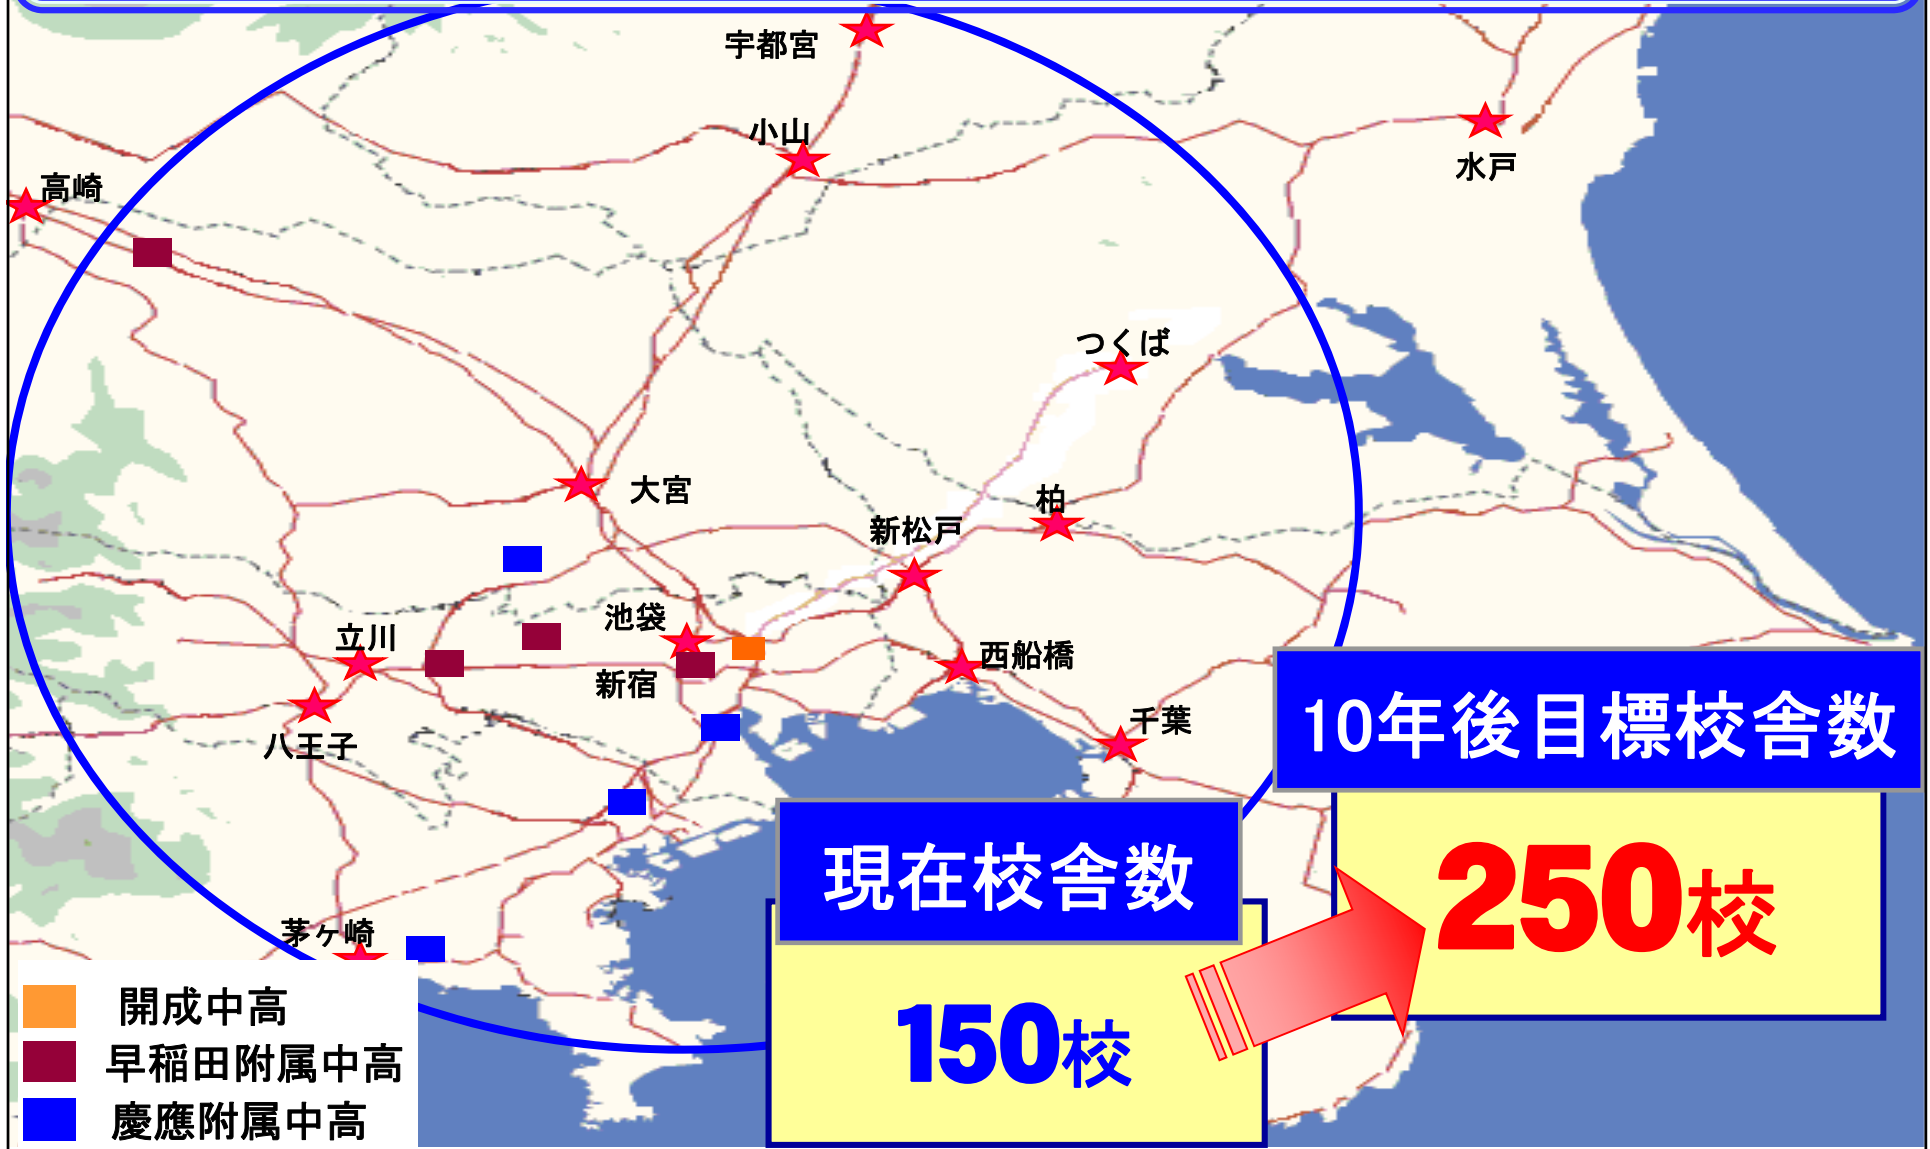 宇都宮
小山
水戸
高崎
つくば
大宮
柏
新松戸
池袋
立川
西船橋
新宿
千葉
八王子
10年後目標校舎数
現在校舎数
250校
茅ヶ崎
150校
開成中高
早稲田附属中高
慶應附属中高